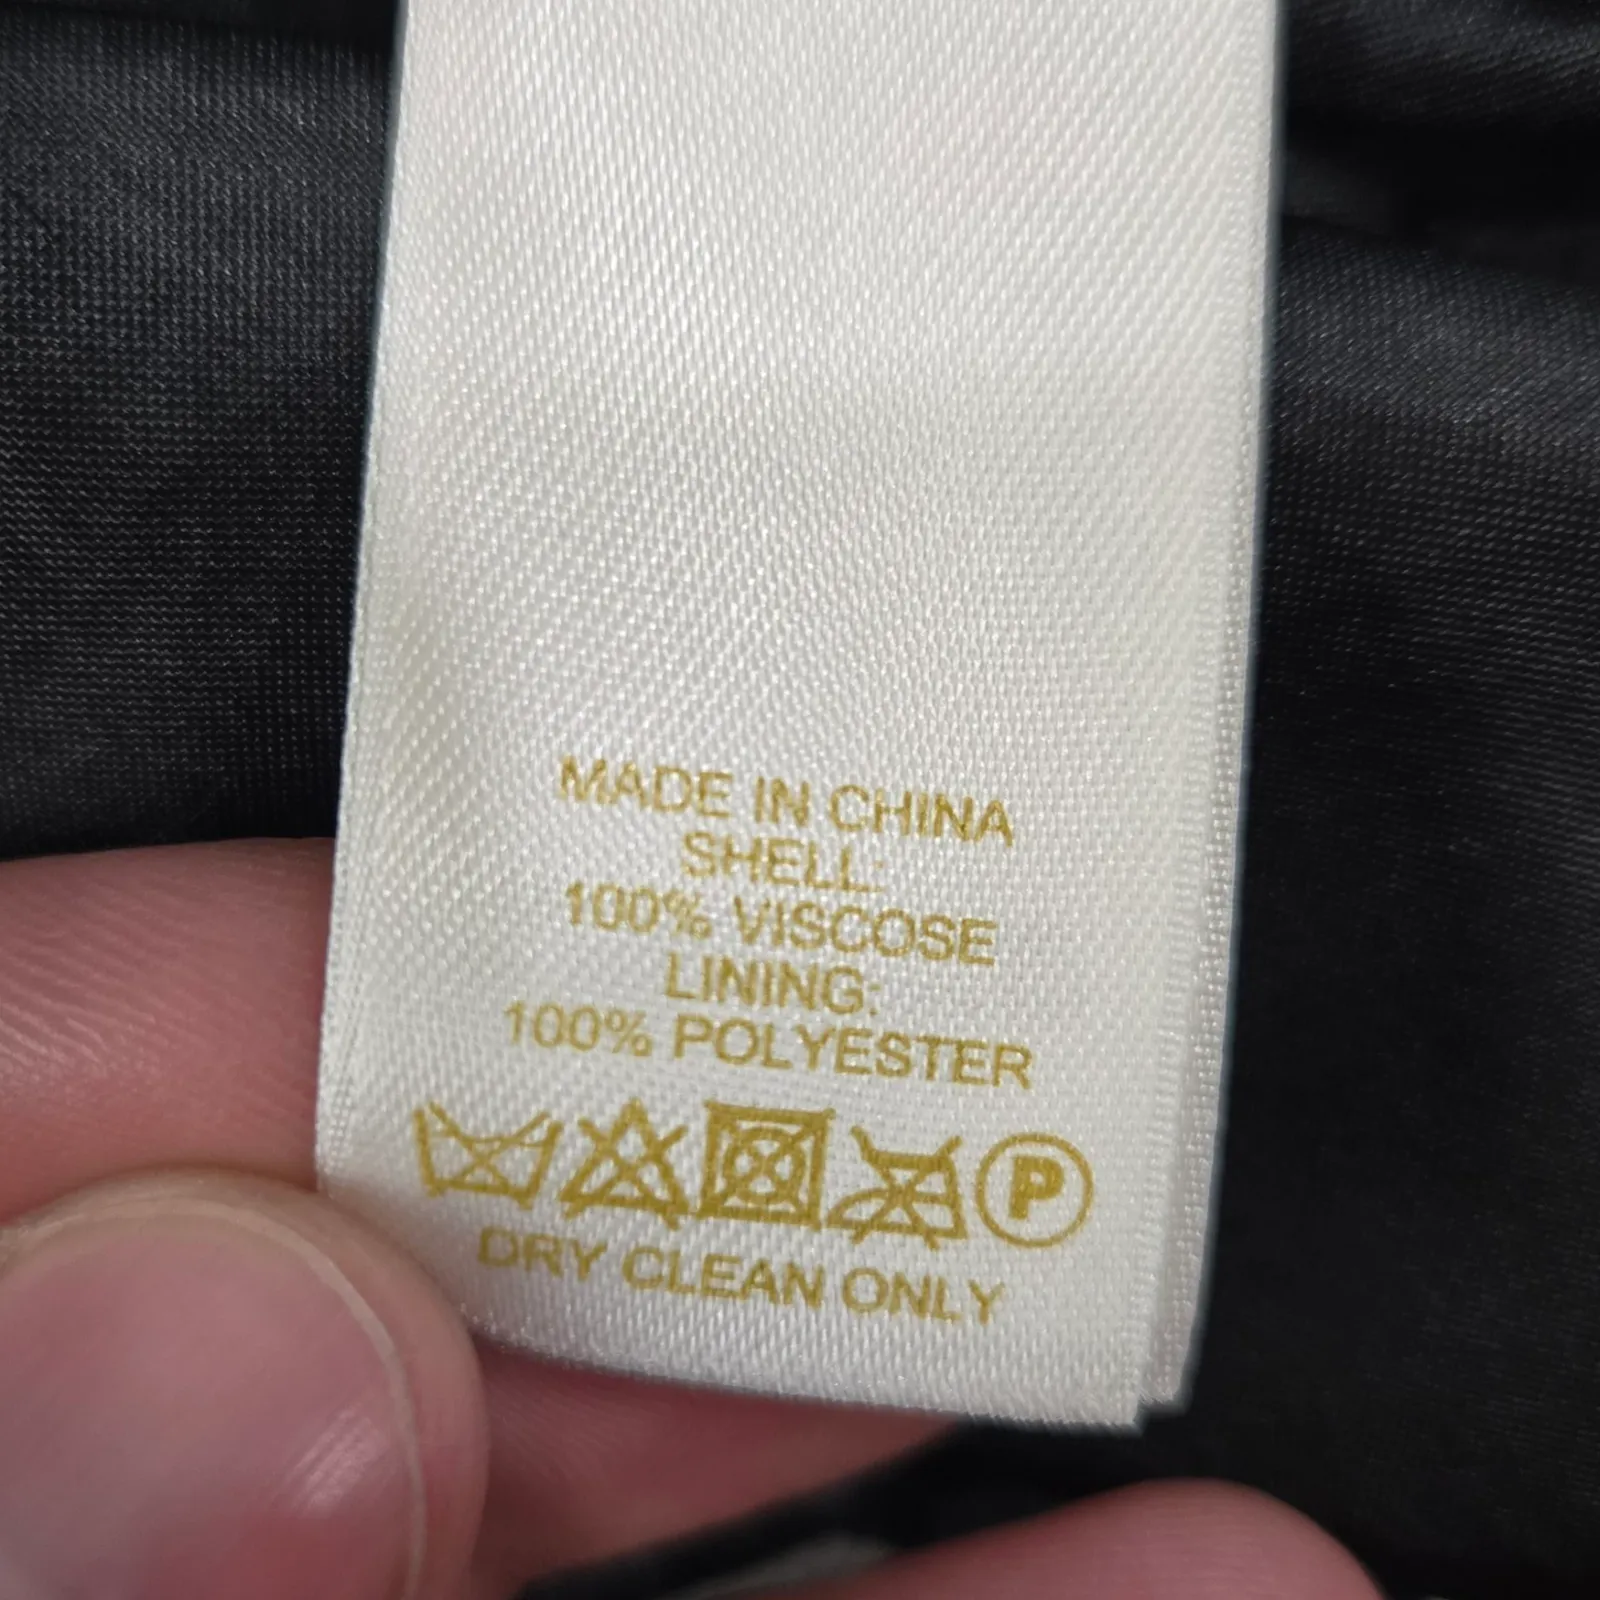 MADE IN CHINA
SHELL:
100% VISCOSE
LINING:
100% POLYESTER
P
DRY CLEAN ONLY